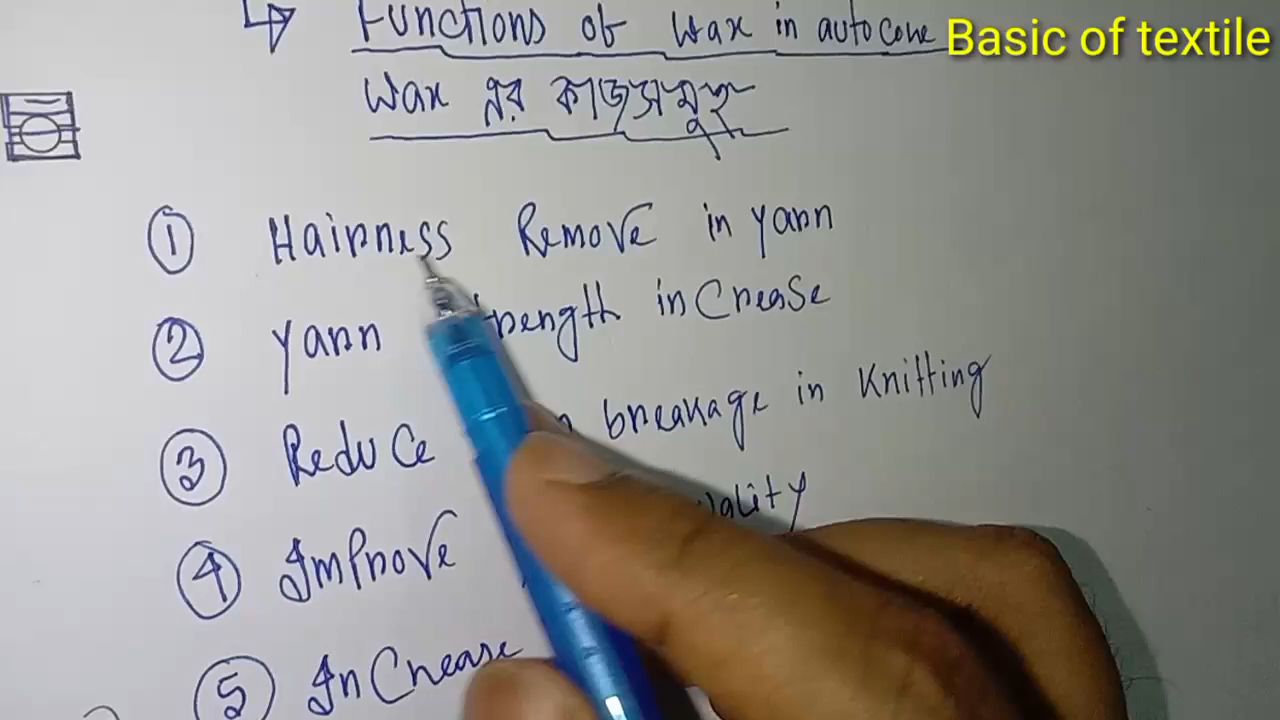 Functions of wax in autocone
Basic of textile
Wax এর কাজসমূহ
① Hairness Remove in yarn
② Yarn strength increase
③ Reduce breakage in knitting
④ Improve
⑤ Increase